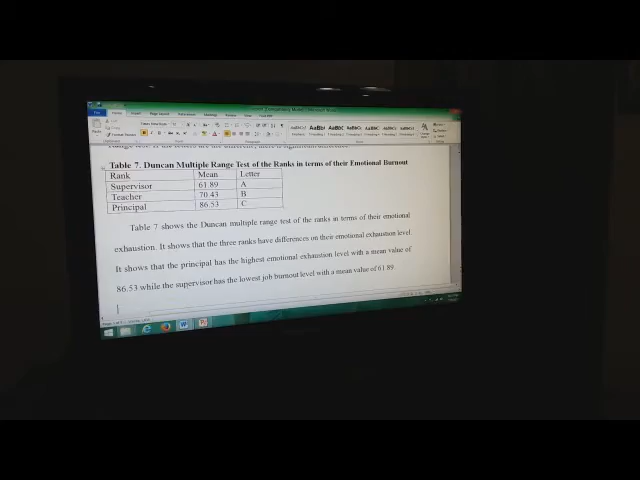 Table 7. Duncan Multiple Range Test of the Ranks in terms of their Emotional Burnout
Rank Mean Letter
Supervisor 61.89 A
Teacher 70.43 B
Principal 86.53 C
Table 7 shows the Duncan multiple range test of the ranks in terms of their emotional
exhaustion. It shows that the three ranks have differences on their emotional exhaustion level
It shows that the principal has the highest emotional exhaustion level with a mean value of
86.53 while the supervisor has the lowest job burnout level with a mean value of 61.89.